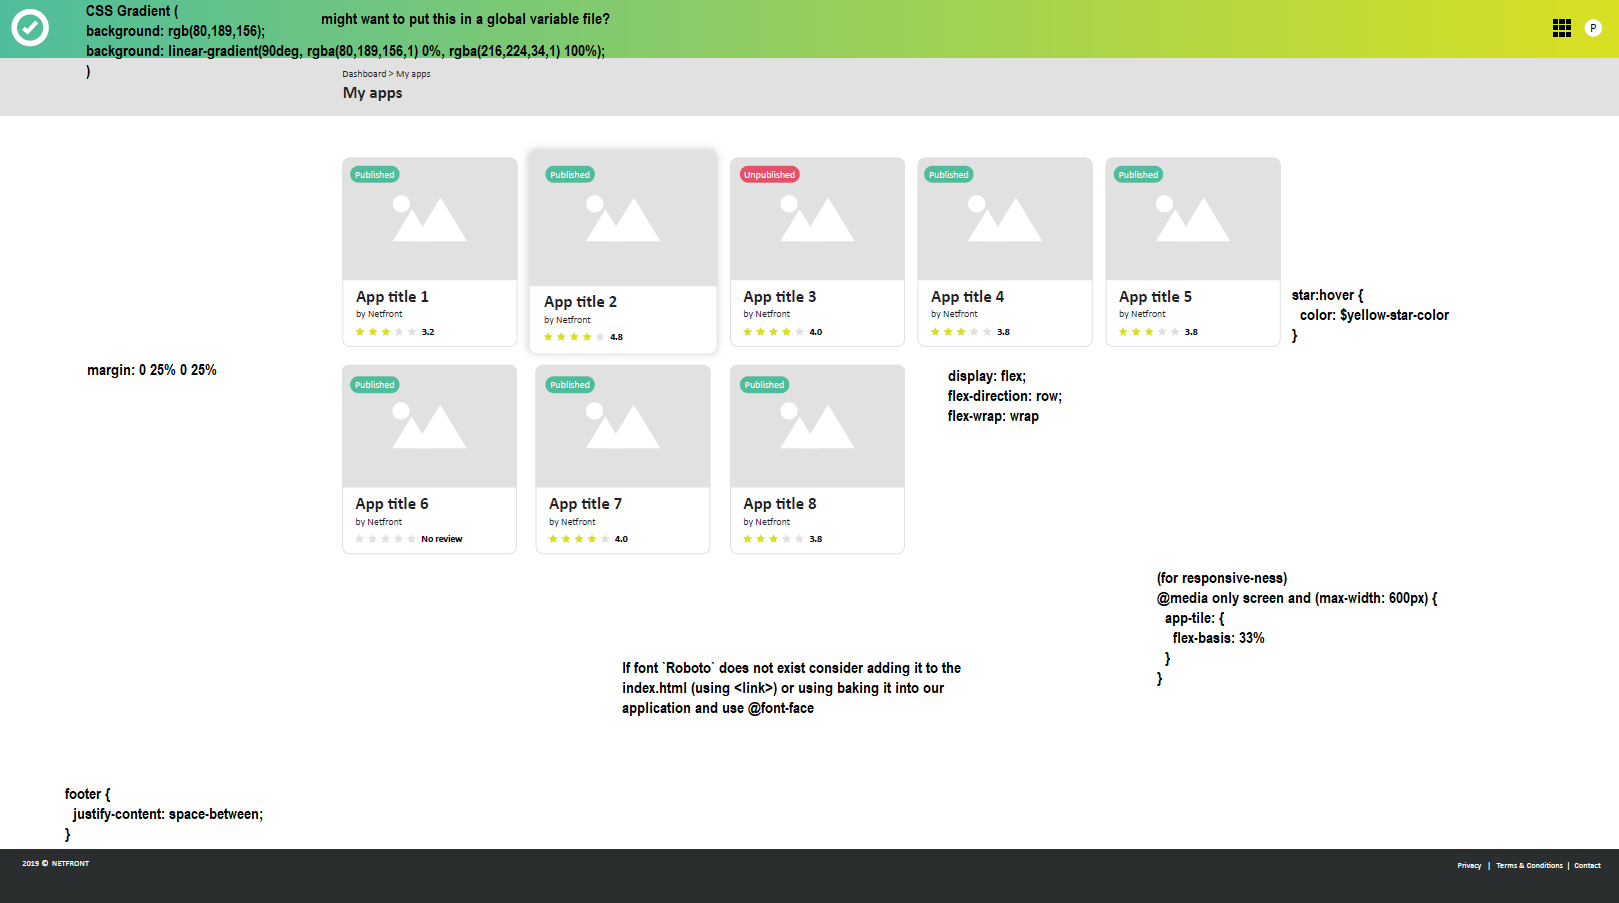 CSS Gradient (
might want to put this in a global variable file?
background: rgb(80,189,156);
background: linear-gradient(90deg, rgba(80,189,156,1) 0%, rgba(216,224,34,1) 100%);
)
P
Dashboard > My apps
My apps
Published
Published
Unpublished
Published
Published
App title 1
by Netfront
3.2
App title 2
by Netfront
4.8
App title 3
by Netfront
4.0
App title 4
by Netfront
3.8
App title 5
by Netfront
3.8
star:hover {
color: $yellow-star-color
}
margin: 0 25% 0 25%
Published
Published
Published
App title 6
by Netfront
No review
App title 7
by Netfront
4.0
App title 8
by Netfront
3.8
display: flex;
flex-direction: row;
flex-wrap: wrap
(for responsive-ness)
@media only screen and (max-width: 600px) {
app-tile: {
flex-basis: 33%
}
}
If font `Roboto` does not exist consider adding it to the
index.html (using <link>) or using baking it into our
application and use @font-face
footer {
justify-content: space-between;
}
2019 © NETFRONT
Privacy | Terms & Conditions | Contact